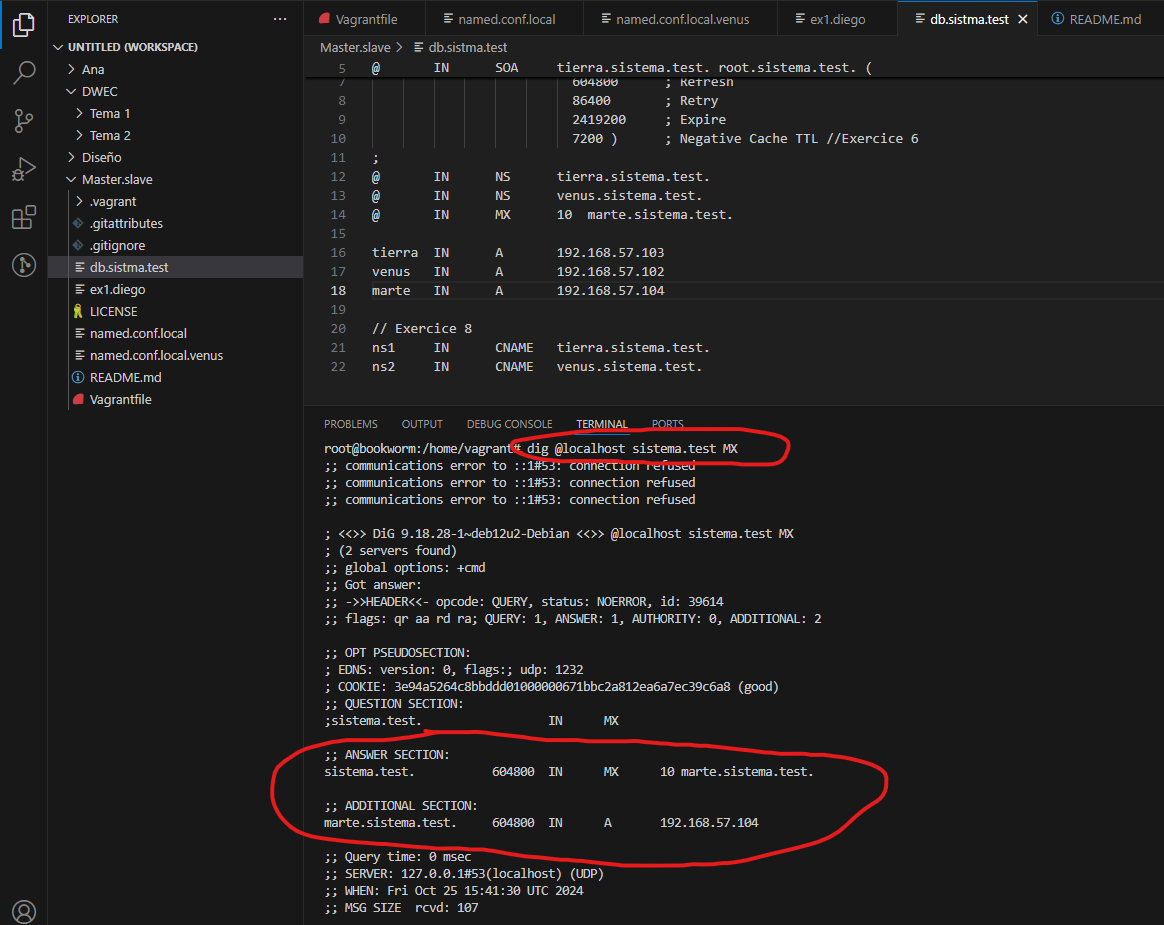 EXPLORER
···
UNTITLED (WORKSPACE)
Ana
DWEC
Tema 1
Tema 2
Diseño
Master.slave
.vagrant
.gitattributes
.gitignore
db.sistma.test
ex1.diego
LICENSE
named.conf.local
named.conf.local.venus
README.md
Vagrantfile
Vagrantfile named.conf.local named.conf.local.venus ex1.diego db.sistma.test README.md
Master.slave > db.sistma.test
5 @ IN SOA tierra.sistema.test. root.sistema.test. (
7 604800 ; Refresh
8 86400 ; Retry
9 2419200 ; Expire
10 7200 ) ; Negative Cache TTL //Exercice 6
11 ;
12 @ IN NS tierra.sistema.test.
13 @ IN NS venus.sistema.test.
14 @ IN MX 10 marte.sistema.test.
15
16 tierra IN A 192.168.57.103
17 venus IN A 192.168.57.102
18 marte IN A 192.168.57.104
19
20 // Exercice 8
21 ns1 IN CNAME tierra.sistema.test.
22 ns2 IN CNAME venus.sistema.test.
PROBLEMS OUTPUT DEBUG CONSOLE TERMINAL PORTS
root@bookworm:/home/vagrant# dig @localhost sistema.test MX
;; communications error to ::1#53: connection refused
;; communications error to ::1#53: connection refused
;; communications error to ::1#53: connection refused
; <<>> DiG 9.18.28-1~deb12u2-Debian <<>> @localhost sistema.test MX
; (2 servers found)
;; global options: +cmd
;; Got answer:
;; ->>HEADER<<- opcode: QUERY, status: NOERROR, id: 39614
;; flags: qr aa rd ra; QUERY: 1, ANSWER: 1, AUTHORITY: 0, ADDITIONAL: 2
;; OPT PSEUDOSECTION:
; EDNS: version: 0, flags:; udp: 1232
; COOKIE: 3e94a5264c8bbddd01000000671bbc2a812ea6a7ec39c6a8 (good)
;; QUESTION SECTION:
;sistema.test. IN MX
;; ANSWER SECTION:
sistema.test. 604800 IN MX 10 marte.sistema.test.
;; ADDITIONAL SECTION:
marte.sistema.test. 604800 IN A 192.168.57.104
;; Query time: 0 msec
;; SERVER: 127.0.0.1#53(localhost) (UDP)
;; WHEN: Fri Oct 25 15:41:30 UTC 2024
;; MSG SIZE rcvd: 107